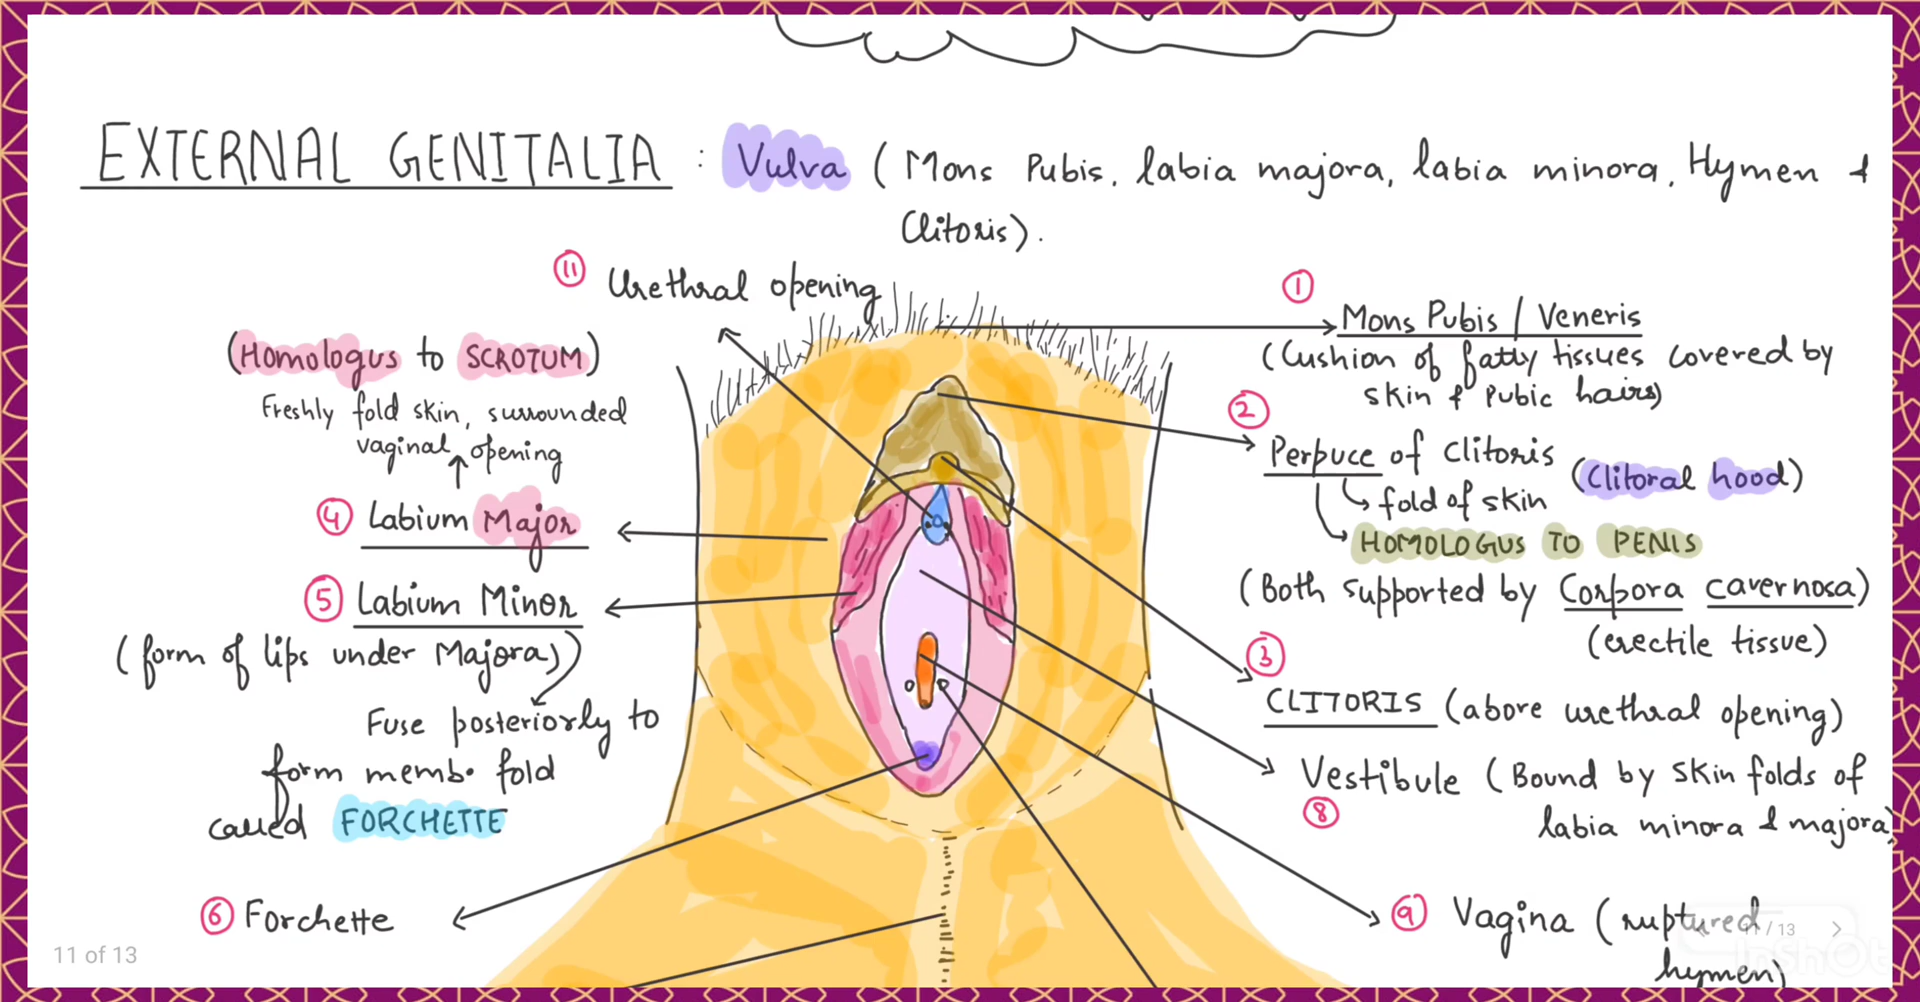 EXTERNAL GENITALIA : Vulva ( Mons Pubis, labia majora, labia minora, Hymen &
Clitoris).
11 Urethral opening
(Homologus to SCROTUM)
Freshly fold skin, surrounded
vaginal opening
4 Labium Major
5 Labium Minor
(form of lips under Majora)
Fuse posteriorly to
form memb. fold
called FORCHETTE
6 Forchette
1
Mons Pubis / Veneris
(Cushion of fatty tissues covered by
skin & pubic hairs)
2
Perpuce of Clitoris (Clitoral hood)
fold of skin
HOMOLOGUS TO PENIS
(Both supported by Corpora cavernosa)
(erectile tissue)
3
CLITORIS (above urethral opening)
Vestibule (Bound by skin folds of
8 labia minora & majora)
9 Vagina (ruptured
hymen)
11 of 13
11 / 13
InShOt